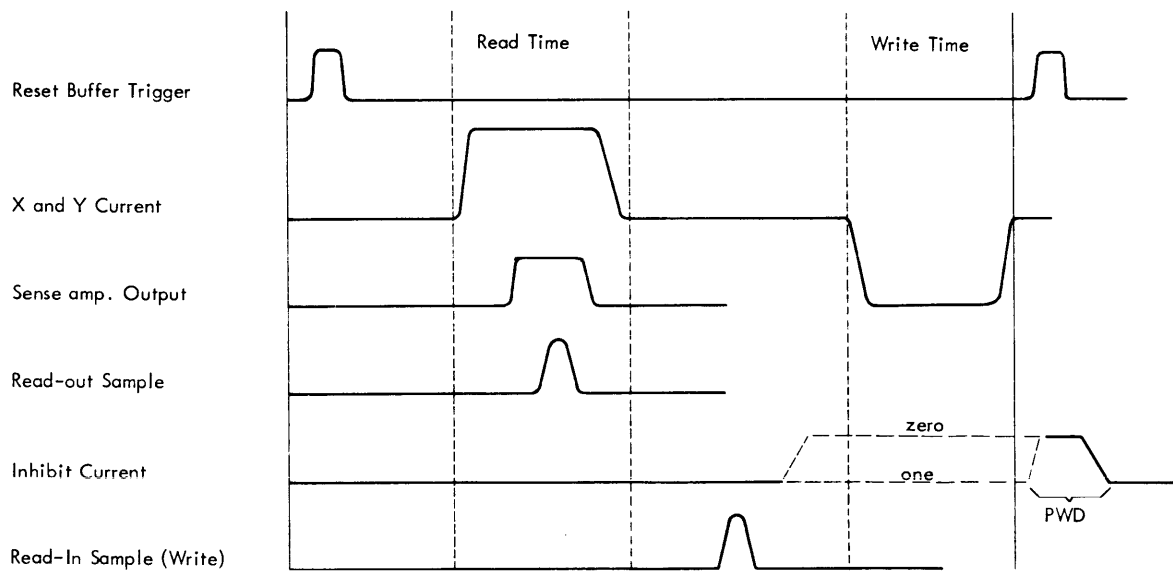 Read Time
Write Time
Reset Buffer Trigger
X and Y Current
Sense amp. Output
Read-out Sample
zero
Inhibit Current
one
PWD
Read-In Sample (Write)